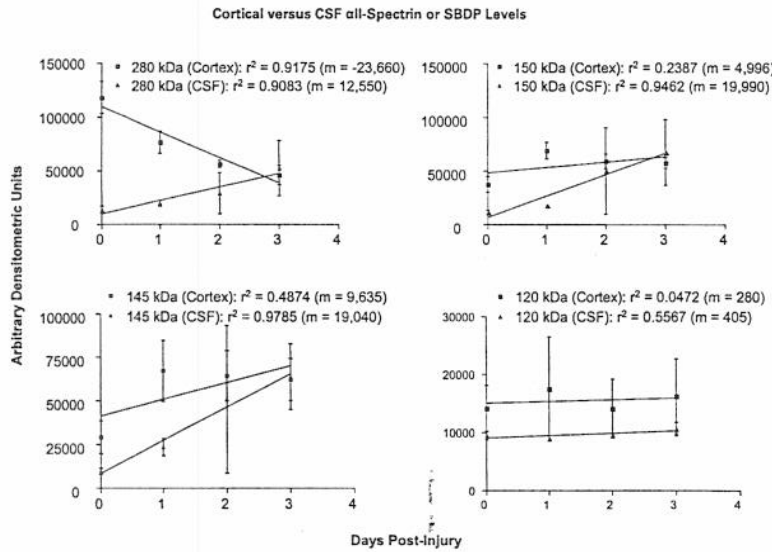 Cortical versus CSF αII-Spectrin or SBDP Levels
280 kDa (Cortex): r² = 0.9175 (m = -23,660)
280 kDa (CSF): r² = 0.9083 (m = 12,550)
150000
100000
50000
0
0 1 2 3 4
150 kDa (Cortex): r² = 0.2387 (m = 4,996)
150 kDa (CSF): r² = 0.9462 (m = 19,990)
150000
100000
50000
0
0 1 2 3 4
Arbitrary Densitometric Units
145 kDa (Cortex): r² = 0.4874 (m = 9,635)
145 kDa (CSF): r² = 0.9785 (m = 19,040)
100000
75000
50000
25000
0
0 1 2 3 4
120 kDa (Cortex): r² = 0.0472 (m = 280)
120 kDa (CSF): r² = 0.5567 (m = 405)
30000
20000
10000
0
0 1 2 3 4
Days Post-Injury